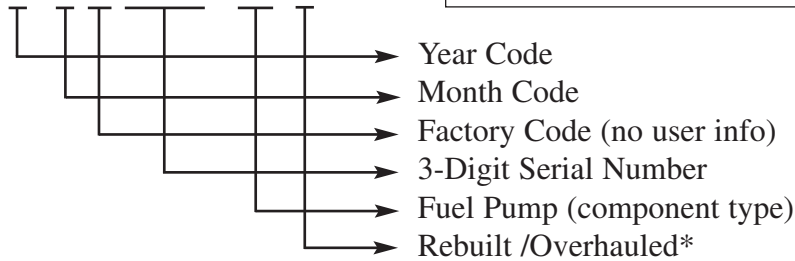 Year Code
Month Code
Factory Code (no user info)
3-Digit Serial Number
Fuel Pump (component type)
Rebuilt /Overhauled*